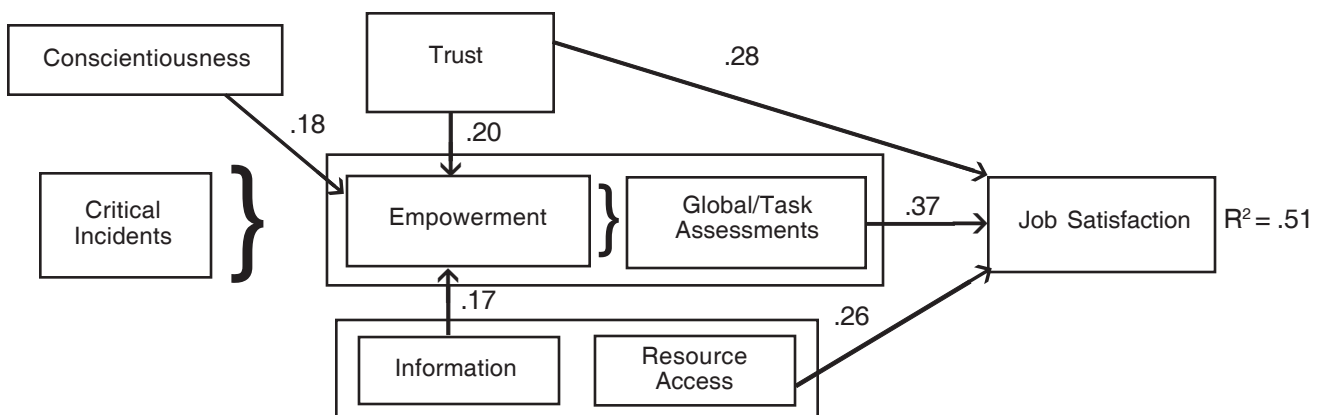 Conscientiousness
Trust
.28
.18
.20
Critical
Incidents
Empowerment
Global/Task
Assessments
.37
Job Satisfaction
R² = .51
.17
.26
Information
Resource
Access